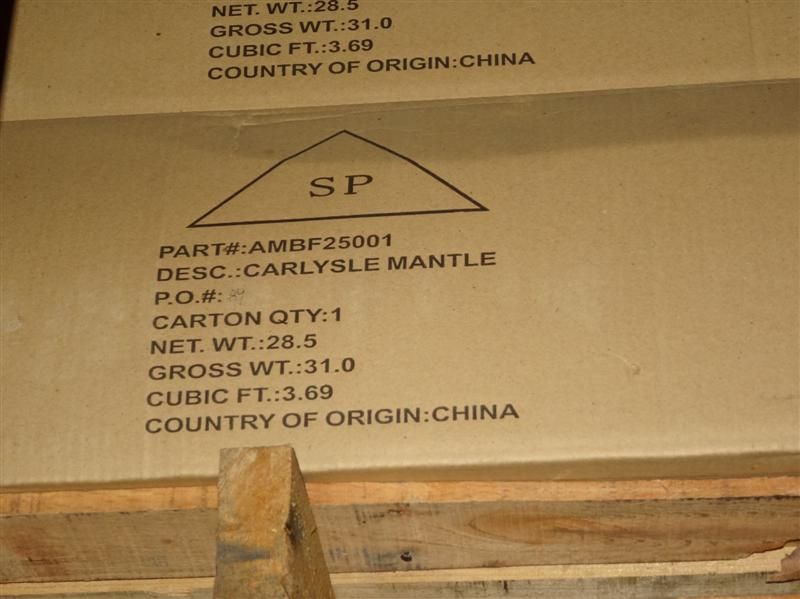 NET. WT.:28.5
GROSS WT.:31.0
CUBIC FT.:3.69
COUNTRY OF ORIGIN:CHINA
SP
PART#:AMBF25001
DESC.:CARLYSLE MANTLE
P.O.#:
CARTON QTY:1
NET. WT.:28.5
GROSS WT.:31.0
CUBIC FT.:3.69
COUNTRY OF ORIGIN:CHINA